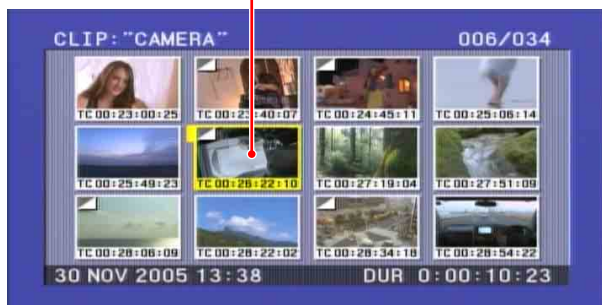 CLIP:"CAMERA" 006/034
TC 00:23:00:25 TC 00:23:40:07 TC 00:24:45:11 TC 00:25:06:14
TC 00:25:49:23 TC 00:26:22:10 TC 00:27:19:04 TC 00:27:51:09
TC 00:28:06:09 TC 00:28:22:02 TC 00:28:34:18 TC 00:28:54:22
30 NOV 2005 13:38 DUR 0:00:10:23